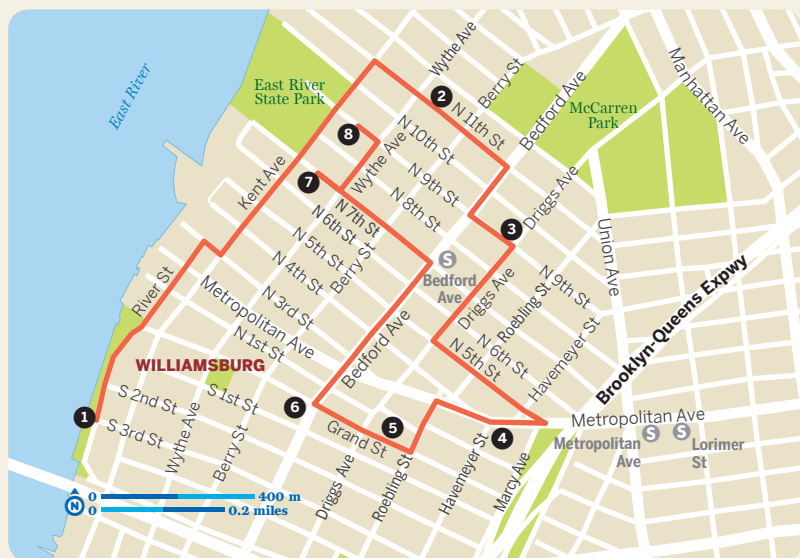 East River
East River
State Park
Wythe Ave
Berry St
Bedford Ave
McCarren
Park
Manhattan Ave
2
N 11th St
N 10th St
8
Wythe Ave
N 9th St
N 8th St
7
Kent Ave
N 7th St
N 6th St
N 5th St
Berry St
N 4th St
N 3rd St
3
Driggs Ave
Union Ave
S
Bedford
Ave
Driggs Ave
Roebling St
N 9th St
N 6th St
N 5th St
Havemeyer St
Brooklyn-Queens Expwy
River St
Metropolitan Ave
N 1st St
Bedford Ave
WILLIAMSBURG
1
S 2nd St
S 1st St
S 3rd St
Wythe Ave
Berry St
6
Grand St
5
4
Driggs Ave
Roebling St
Havemeyer St
Marcy Ave
Metropolitan Ave
Metropolitan
Ave
S
S
Lorimer
St
N
0 400 m
0 0.2 miles